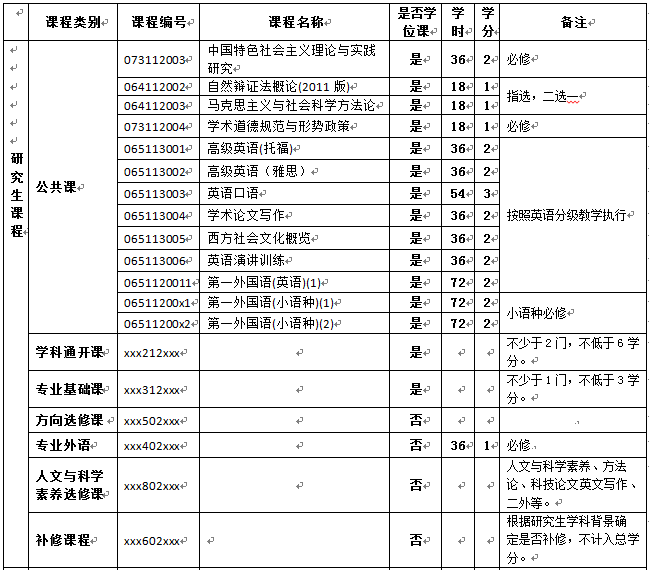 课程类别 课程编号 课程名称 是否学位课 学时 学分 备注
研究生课程
公共课
073112003 中国特色社会主义理论与实践研究 是 36 2 必修
064112002 自然辩证法概论(2011版) 是 18 1 指选，二选一
064112003 马克思主义与社会科学方法论 是 18 1
073112004 学术道德规范与形势政策 是 18 1 必修
065113001 高级英语(托福) 是 36 2 按照英语分级教学执行
065113002 高级英语（雅思） 是 36 2
065113003 英语口语 是 54 3
065113004 学术论文写作 是 36 2
065113005 西方社会文化概览 是 36 2
065113006 英语演讲训练 是 36 2
0651120011 第一外国语(英语)(1) 是 72 2
06511200x1 第一外国语(小语种)(1) 是 72 2 小语种必修
06511200x2 第一外国语(小语种)(2) 是 72 2
学科通开课 xxx212xxx 是 不少于2门，不低于6学分。
专业基础课 xxx312xxx 是 不少于1门，不低于3学分。
方向选修课 xxx502xxx 否
专业外语 xxx402xxx 否 36 1 必修
人文与科学素养选修课 xxx802xxx 否 人文与科学素养、方法论、科技论文英文写作、二外等。
补修课程 xxx602xxx 否 根据研究生学科背景确定是否补修，不计入总学分。